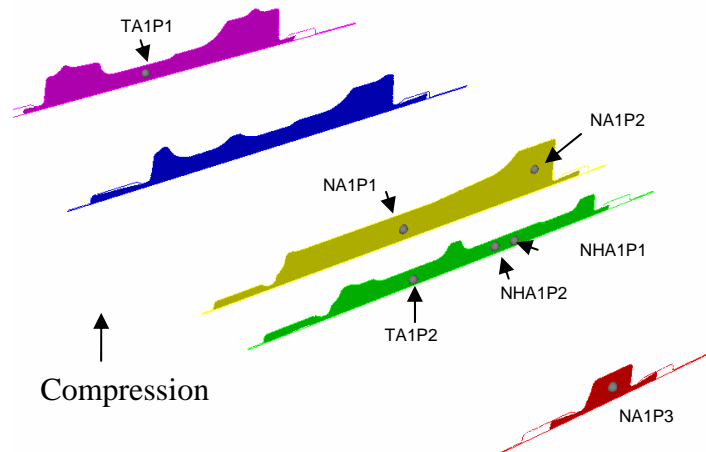 TA1P1
NA1P2
NA1P1
NHA1P1
NHA1P2
TA1P2
Compression
NA1P3